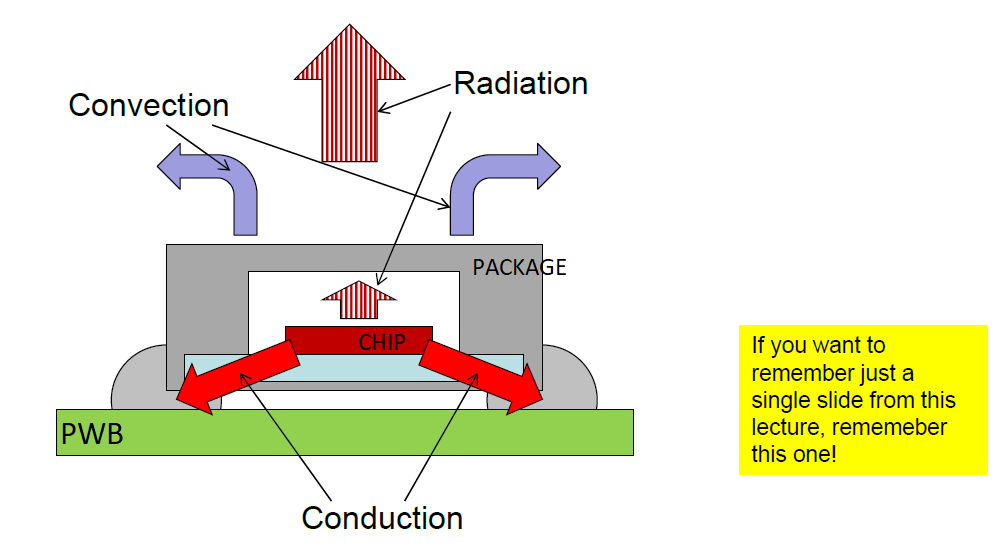 Radiation
Convection
PACKAGE
CHIP
PWB
Conduction
If you want to
remember just a
single slide from this
lecture, rememeber
this one!